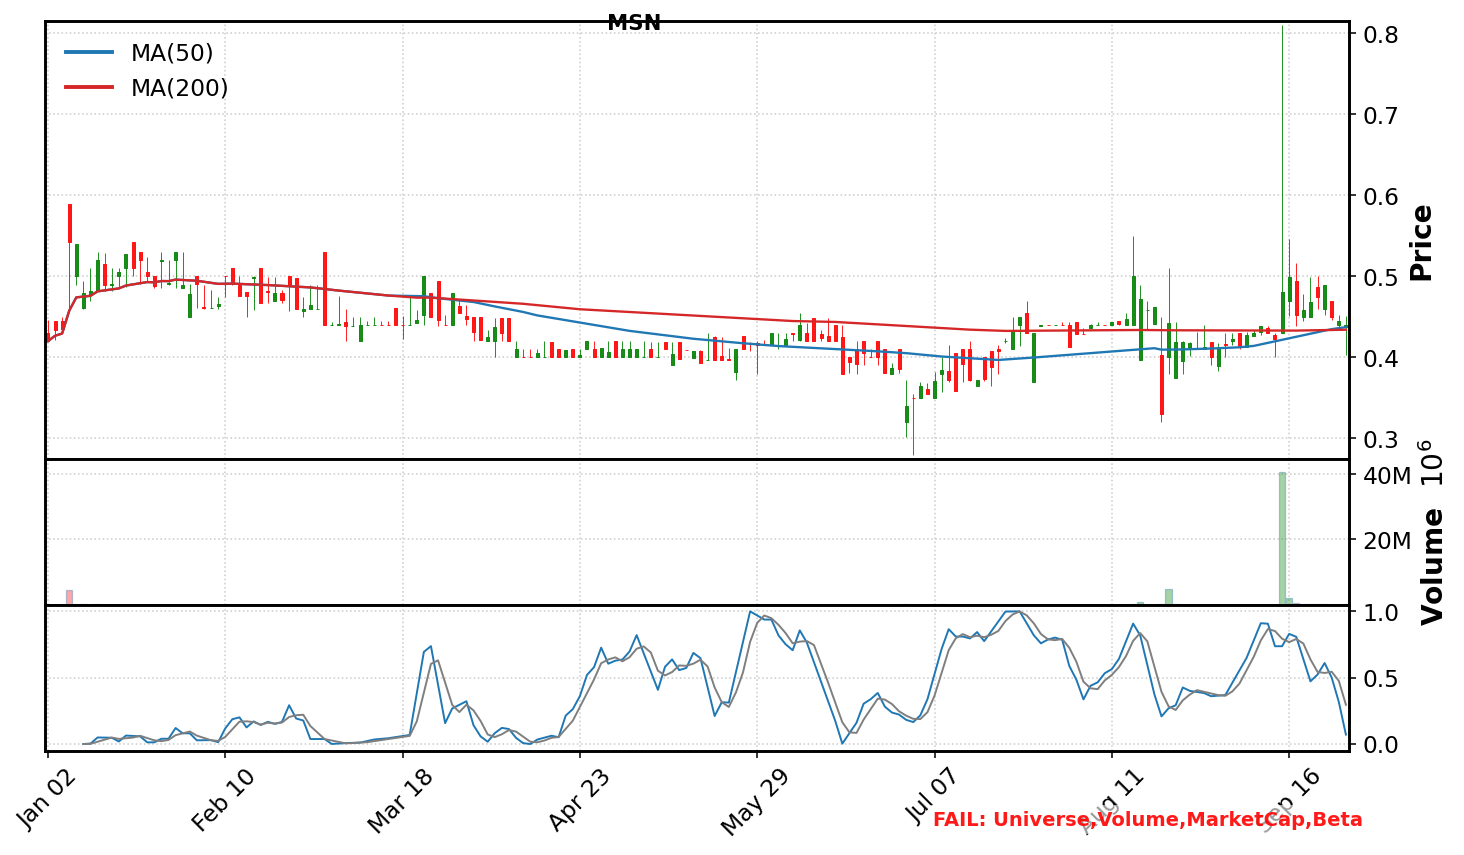 MSN
MA(50)
MA(200)
0.8
0.7
0.6
0.5
0.4
0.3
Price
40M
20M
Volume 10^6
1.0
0.5
0.0
Jan 02
Feb 10
Mar 18
Apr 23
May 29
Jul 07
Aug 11
Sep 16
FAIL: Universe,Volume,MarketCap,Beta